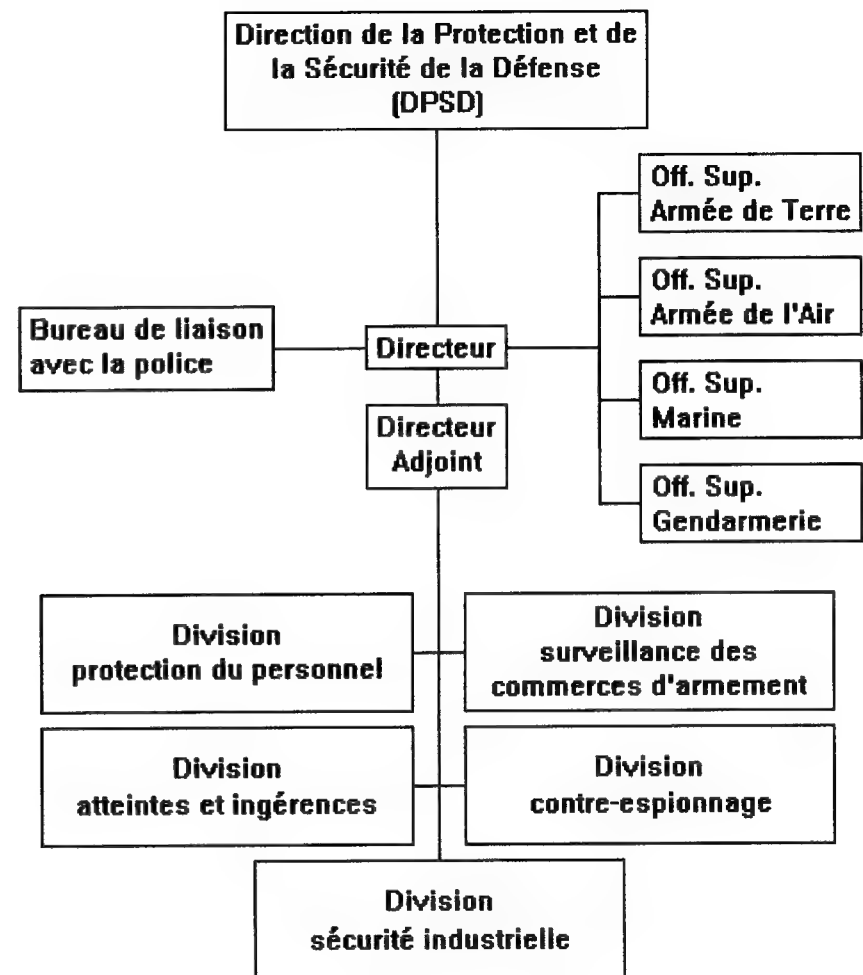 Direction de la Protection et de
la Sécurité de la Défense
(DPSD)
Off. Sup.
Armée de Terre
Off. Sup.
Armée de l'Air
Bureau de liaison
avec la police
Directeur
Off. Sup.
Marine
Directeur
Adjoint
Off. Sup.
Gendarmerie
Division
protection du personnel
Division
surveillance des
commerces d'armement
Division
atteintes et ingérences
Division
contre-espionnage
Division
sécurité industrielle